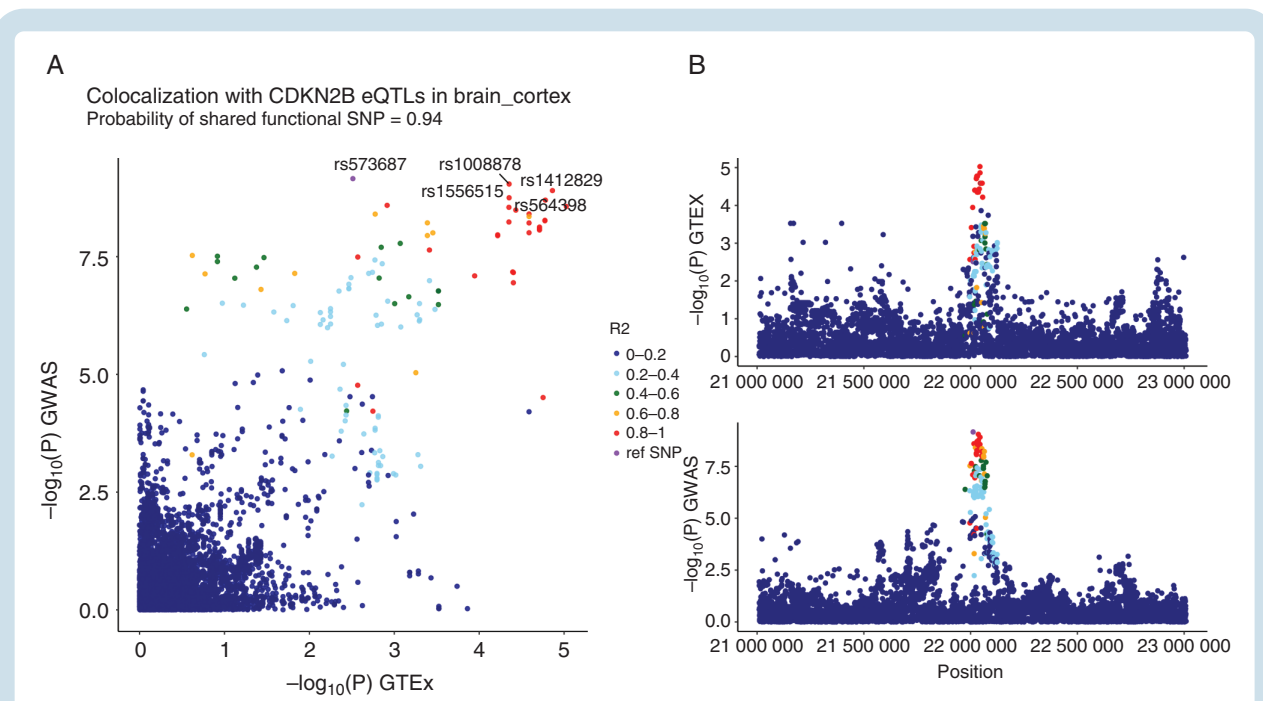 A
Colocalization with CDKN2B eQTLs in brain_cortex
Probability of shared functional SNP = 0.94
rs573687
rs1008878
rs1412829
rs1556515
rs564398
7.5
5.0
2.5
0.0
–log10(P) GWAS
0 1 2 3 4 5
–log10(P) GTEx
R2
0–0.2
0.2–0.4
0.4–0.6
0.6–0.8
0.8–1
ref SNP
B
5
4
3
2
1
0
–log10(P) GTEX
21 000 000 21 500 000 22 000 000 22 500 000 23 000 000
7.5
5.0
2.5
0.0
–log10(P) GWAS
21 000 000 21 500 000 22 000 000 22 500 000 23 000 000
Position